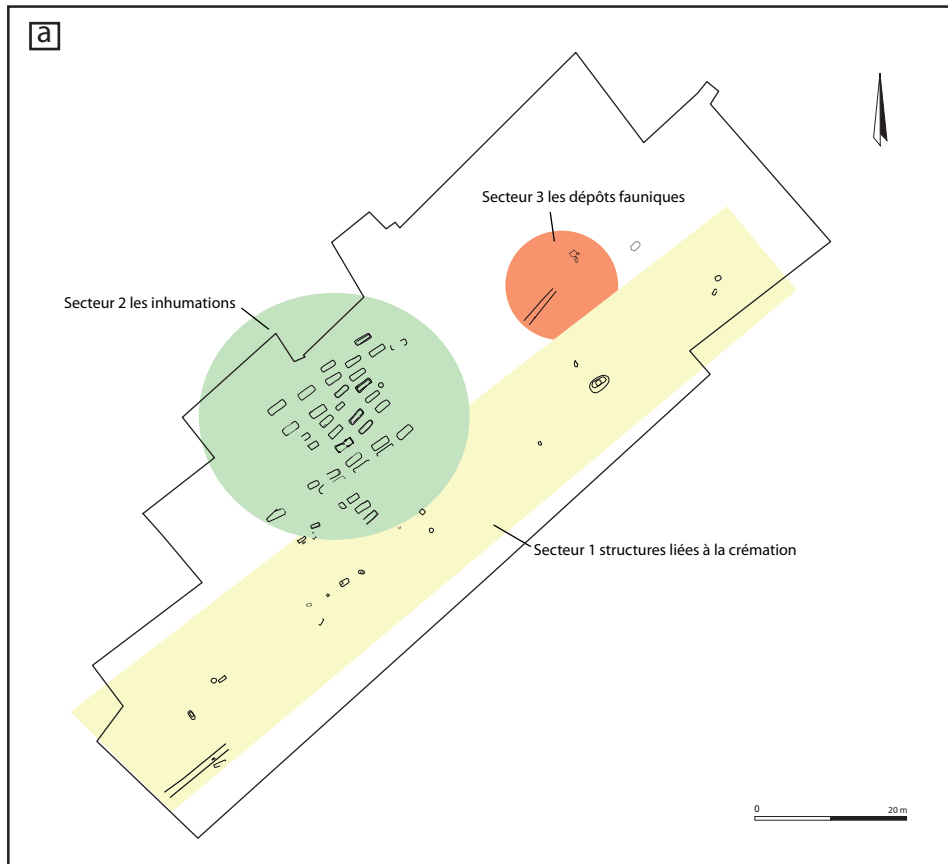 a
Secteur 3 les dépôts fauniques
Secteur 2 les inhumations
Secteur 1 structures liées à la crémation
0 20 m